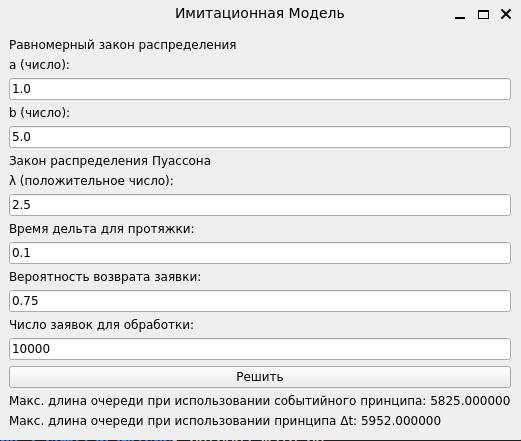 Имитационная Модель
Равномерный закон распределения
a (число):
1.0
b (число):
5.0
Закон распределения Пуассона
λ (положительное число):
2.5
Время дельта для протяжки:
0.1
Вероятность возврата заявки:
0.75
Число заявок для обработки:
10000
Решить
Макс. длина очереди при использовании событийного принципа: 5825.000000
Макс. длина очереди при использовании принципа Δt: 5952.000000